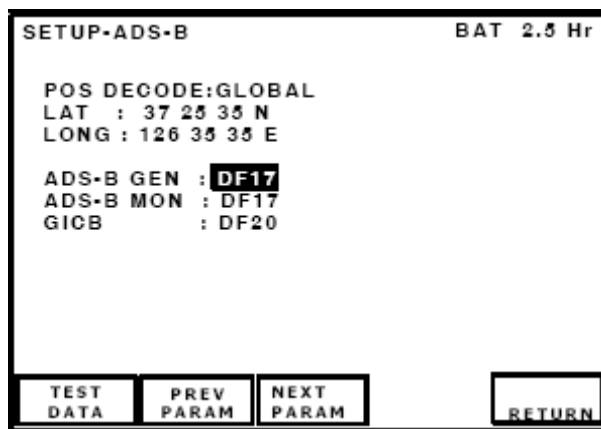 SETUP-ADS-B BAT 2.5 Hr
POS DECODE:GLOBAL
LAT : 37 25 35 N
LONG : 126 35 35 E
ADS-B GEN : DF17
ADS-B MON : DF17
GICB : DF20
TEST DATA
PREV PARAM
NEXT PARAM
RETURN